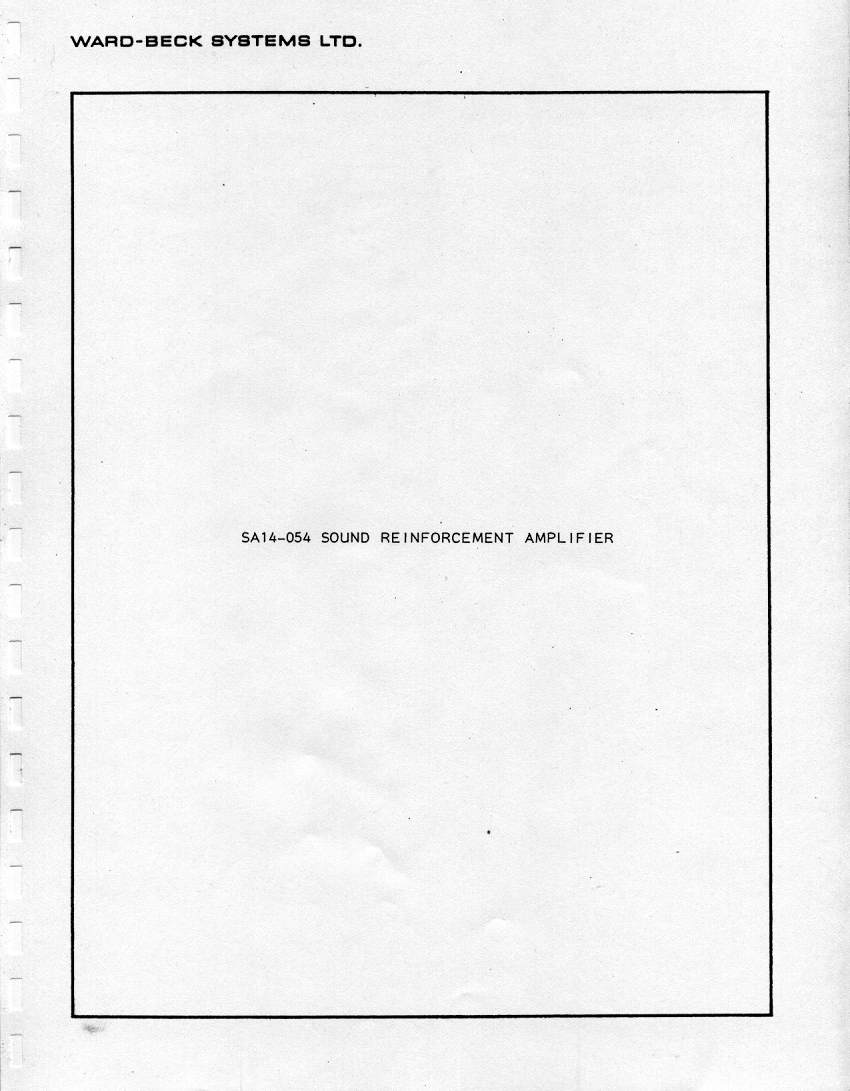 WARD-BECK SYSTEMS LTD.
SA14-054 SOUND REINFORCEMENT AMPLIFIER